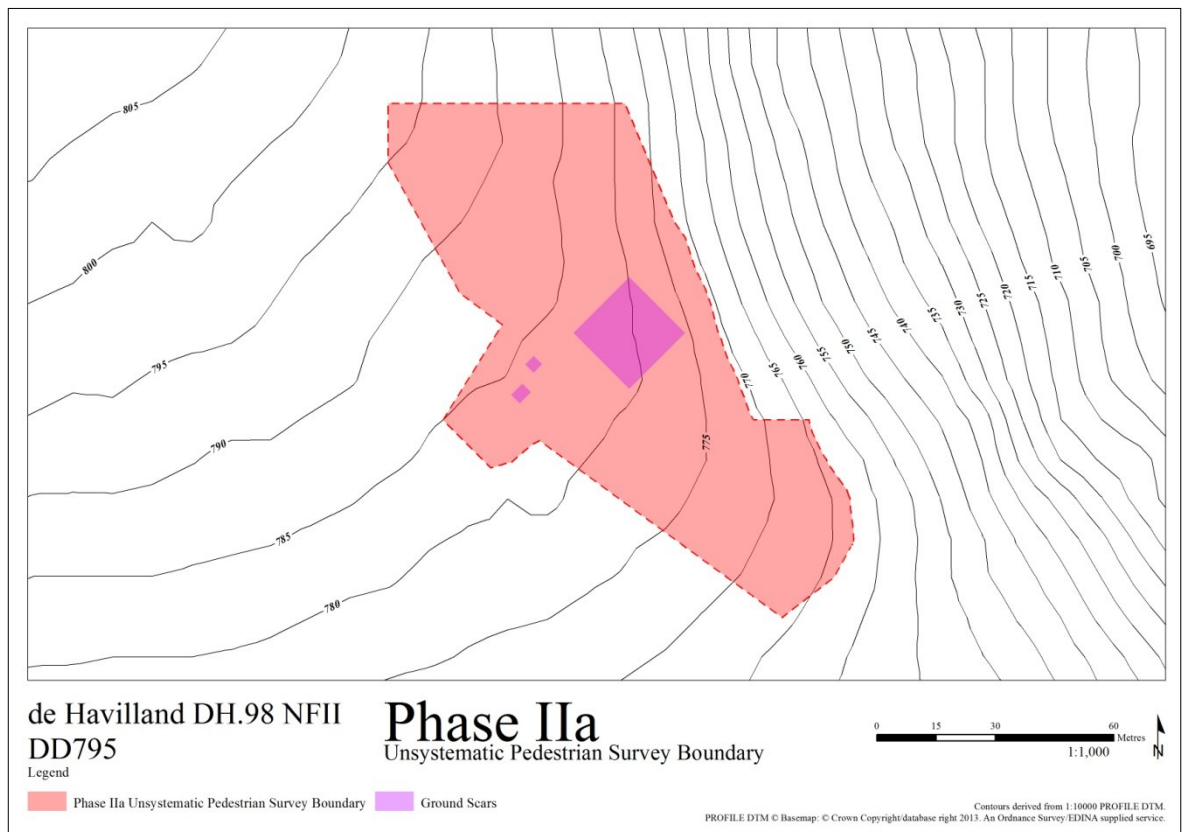 805
800
795
790
785
780
775
770
765
760
755
750
745
740
735
730
725
720
715
710
705
700
695
de Havilland DH.98 NFII
DD795
Phase IIa
Unsystematic Pedestrian Survey Boundary
0 15 30 60 Metres
1:1,000
N
Legend
Phase IIa Unsystematic Pedestrian Survey Boundary
Ground Scars
Contours derived from 1:10000 PROFILE DTM.
PROFILE DTM © Basemap: © Crown Copyright/database right 2013. An Ordnance Survey/EDINA supplied service.